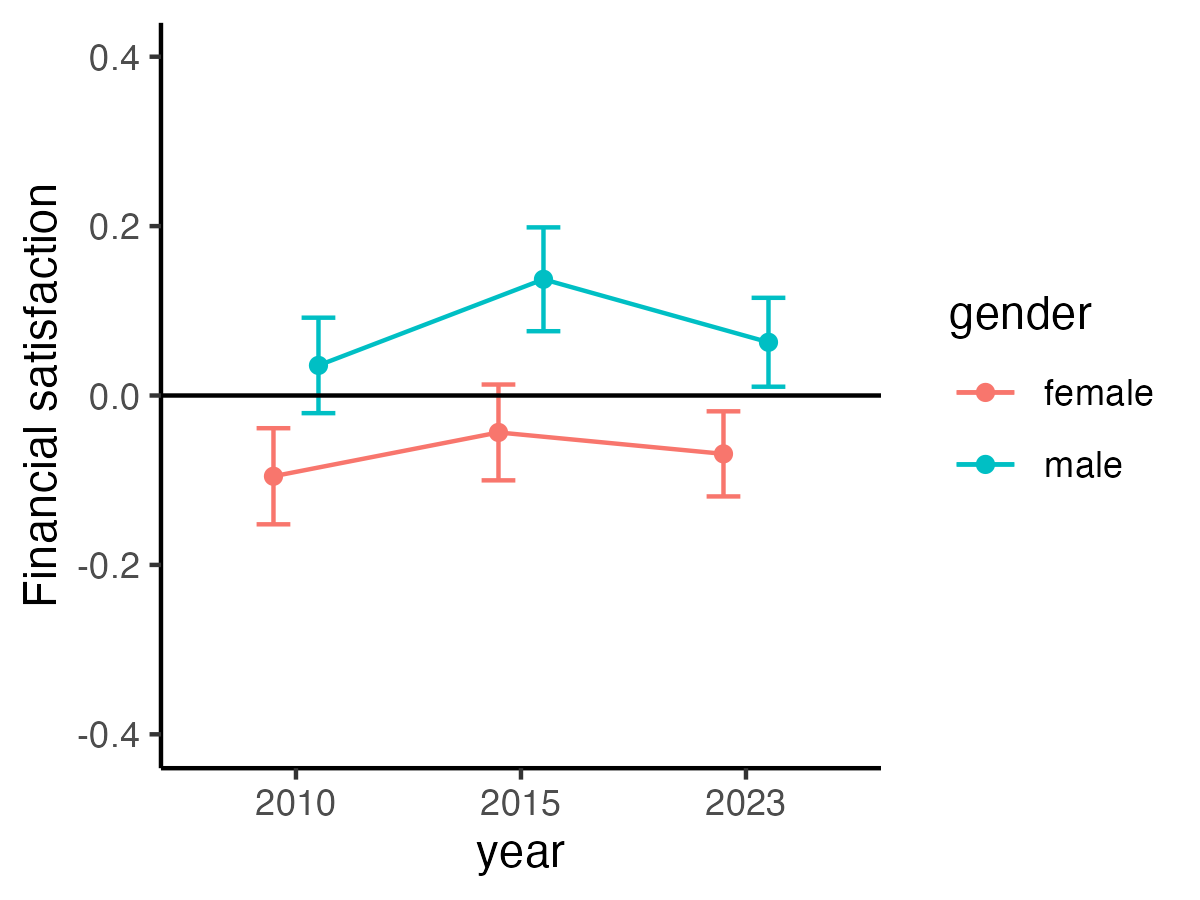 0.4
0.2
0.0
-0.2
-0.4
Financial satisfaction
2010 2015 2023
year
gender
female
male